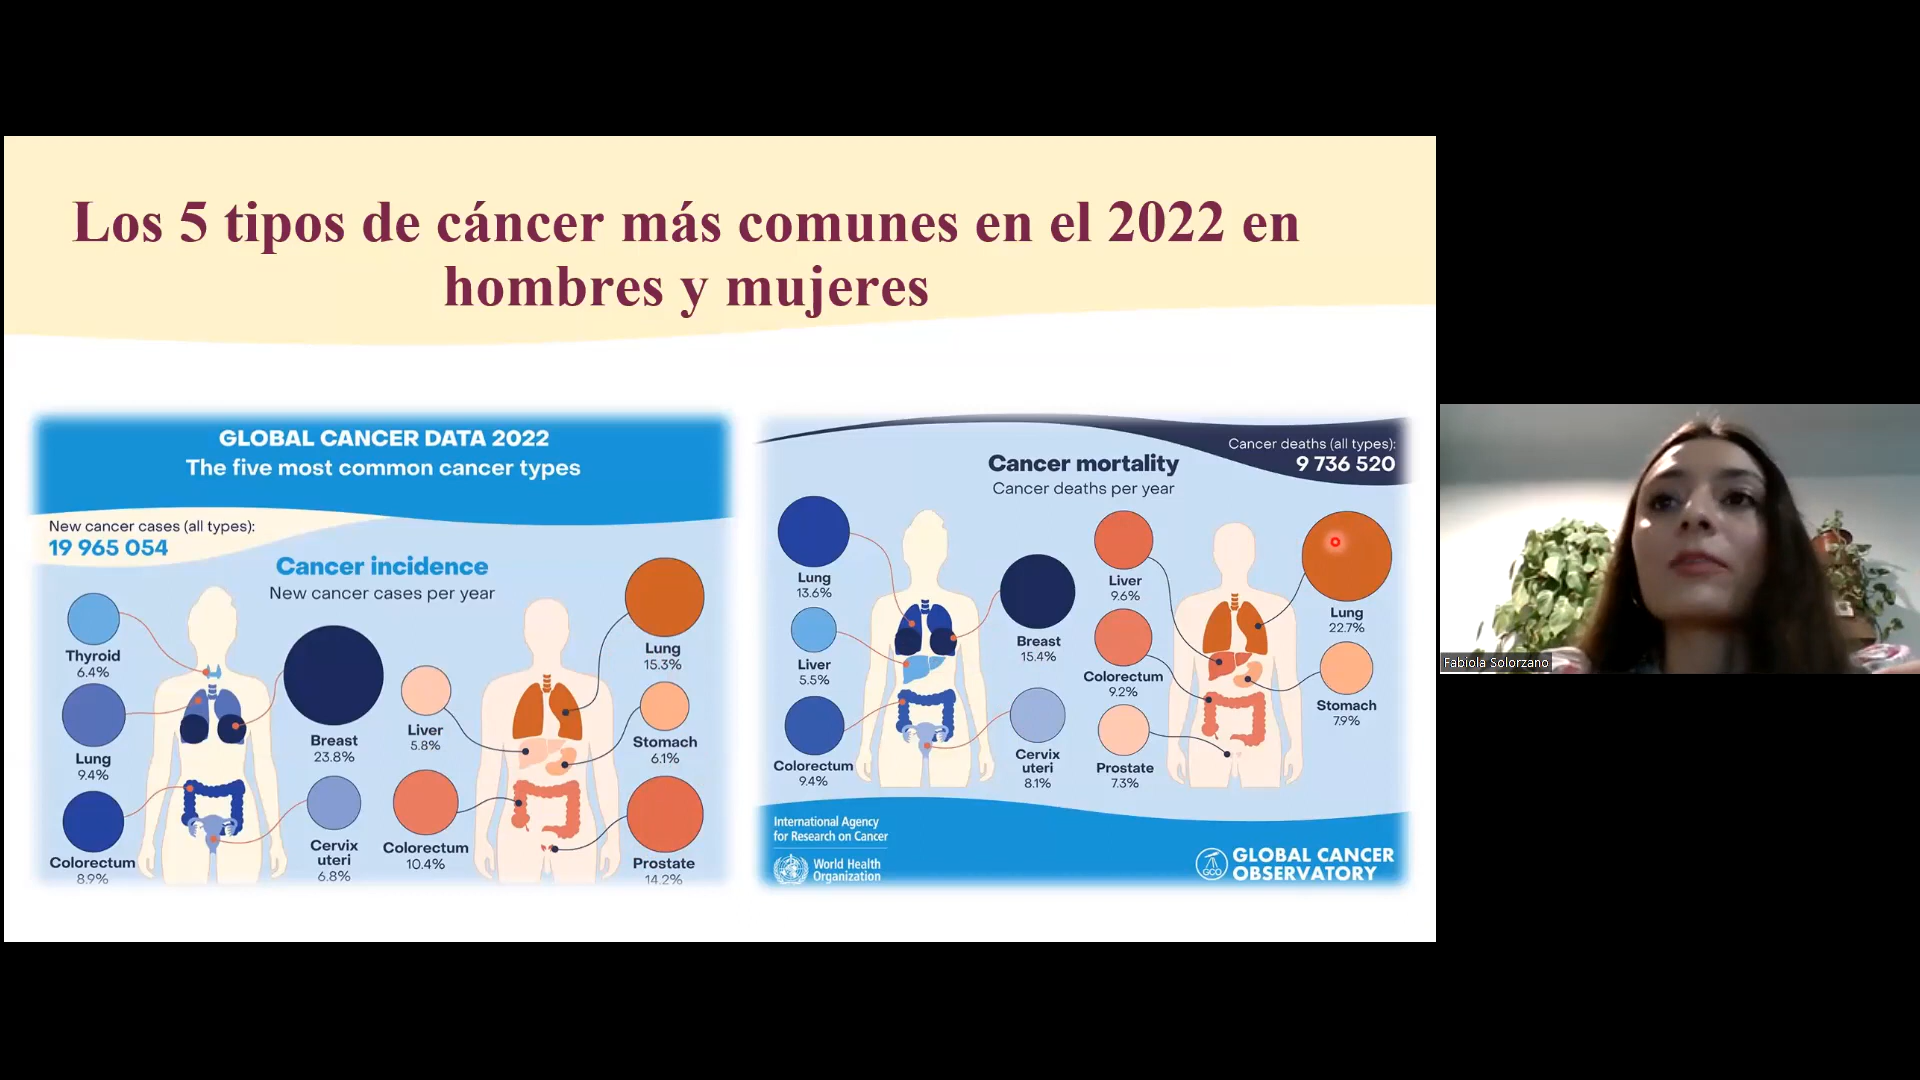 Los 5 tipos de cáncer más comunes en el 2022 en
hombres y mujeres
GLOBAL CANCER DATA 2022
The five most common cancer types
New cancer cases (all types):
19 965 054
Cancer incidence
New cancer cases per year
Thyroid
6.4%
Lung
9.4%
Colorectum
8.9%
Breast
23.8%
Cervix
uteri
6.8%
Liver
5.8%
Colorectum
10.4%
Lung
15.3%
Stomach
6.1%
Prostate
14.2%
Cancer deaths (all types):
9 736 520
Cancer mortality
Cancer deaths per year
Lung
13.6%
Liver
5.5%
Colorectum
9.4%
Breast
15.4%
Cervix
uteri
8.1%
Liver
9.6%
Colorectum
9.2%
Prostate
7.3%
Lung
22.7%
Stomach
7.9%
International Agency
for Research on Cancer
World Health
Organization
GCO
GLOBAL CANCER
OBSERVATORY
Fabiola Solorzano